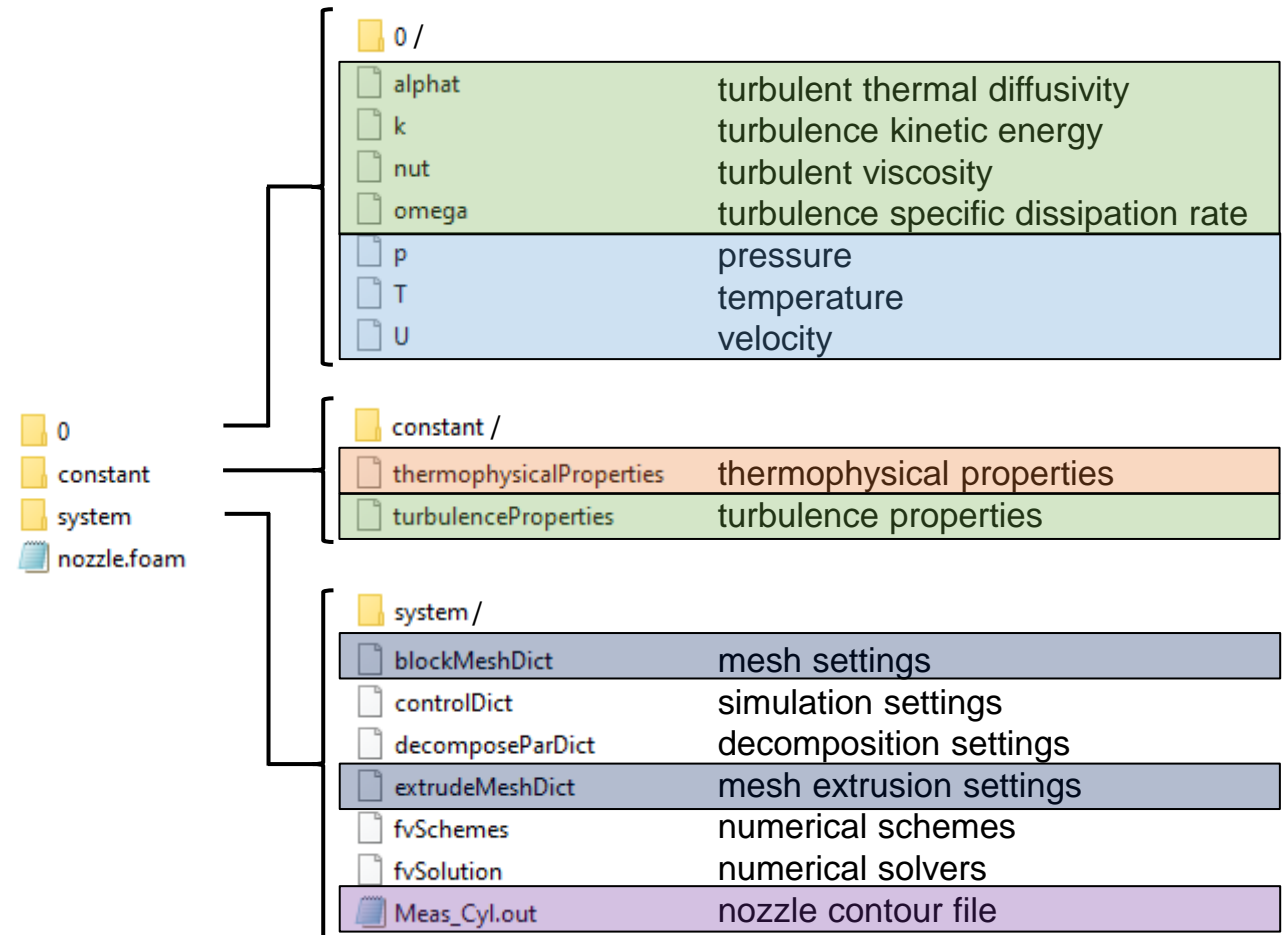 0 /
alphat turbulent thermal diffusivity
k turbulence kinetic energy
nut turbulent viscosity
omega turbulence specific dissipation rate
p pressure
T temperature
U velocity
0
constant
system
nozzle.foam
constant /
thermophysicalProperties thermophysical properties
turbulenceProperties turbulence properties
system /
blockMeshDict mesh settings
controlDict simulation settings
decomposeParDict decomposition settings
extrudeMeshDict mesh extrusion settings
fvSchemes numerical schemes
fvSolution numerical solvers
Meas_Cyl.out nozzle contour file